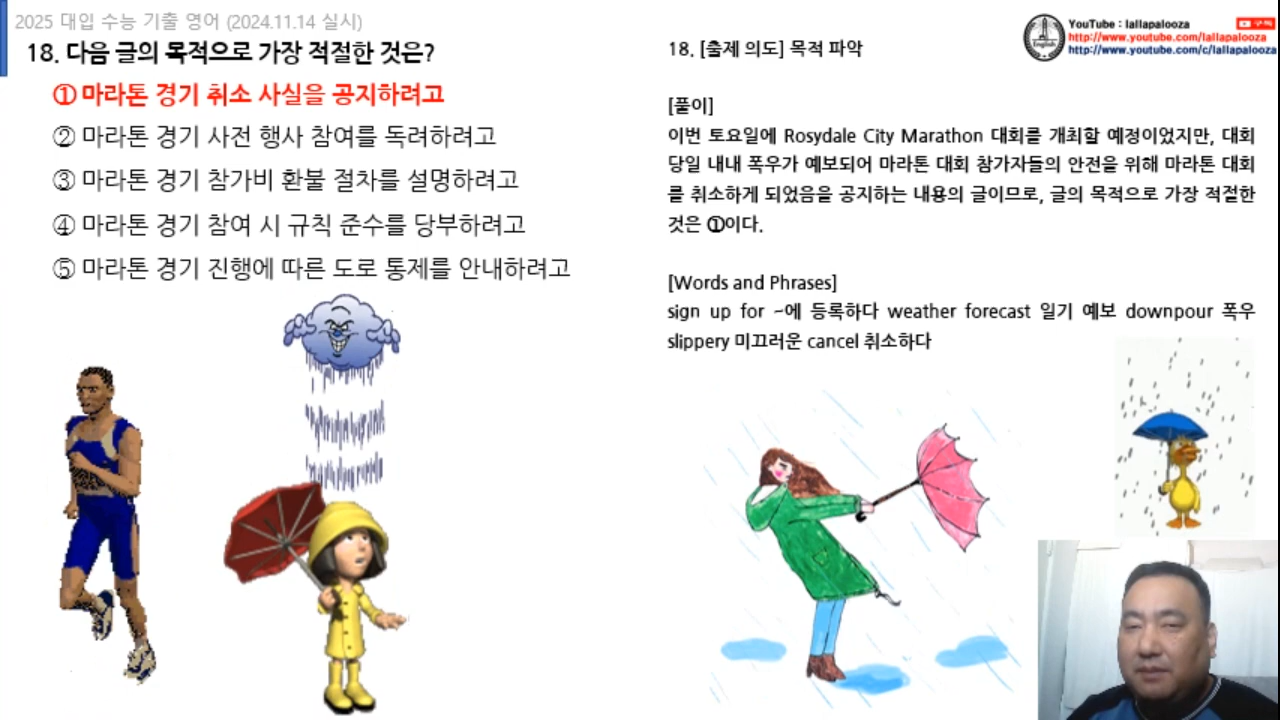 2025 대입 수능 기출 영어 (2024.11.14 실시)
18. 다음 글의 목적으로 가장 적절한 것은?
① 마라톤 경기 취소 사실을 공지하려고
② 마라톤 경기 사전 행사 참여를 독려하려고
③ 마라톤 경기 참가비 환불 절차를 설명하려고
④ 마라톤 경기 참여 시 규칙 준수를 당부하려고
⑤ 마라톤 경기 진행에 따른 도로 통제를 안내하려고
18. [출제 의도] 목적 파악
[풀이]
이번 토요일에 Rosydale City Marathon 대회를 개최할 예정이었지만, 대회
당일 내내 폭우가 예보되어 마라톤 대회 참가자들의 안전을 위해 마라톤 대회
를 취소하게 되었음을 공지하는 내용의 글이므로, 글의 목적으로 가장 적절한
것은 ①이다.
[Words and Phrases]
sign up for ~에 등록하다 weather forecast 일기 예보 downpour 폭우
slippery 미끄러운 cancel 취소하다
YouTube : lallapalooza
구독
http://www.youtube.com/lallapalooza
http://www.youtube.com/c/lallapalooza
English